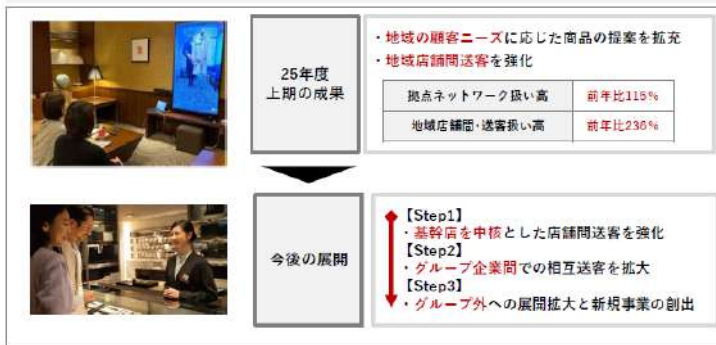 25年度
上期の成果
・地域の顧客ニーズに応じた商品の提案を拡充
・地域店舗間送客を強化
拠点ネットワーク扱い高 前年比115%
地域店舗間・送客扱い高 前年比236%
今後の展開
【Step1】
・基幹店を中核とした店舗間送客を強化
【Step2】
・グループ企業間での相互送客を拡大
【Step3】
・グループ外への展開拡大と新規事業の創出